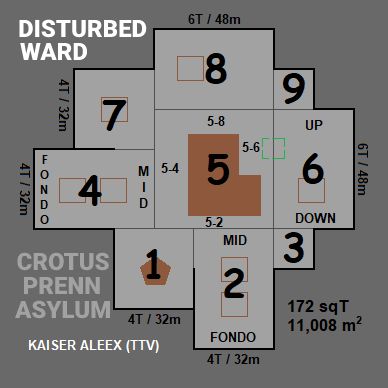 DISTURBED
WARD
6T / 48m
8
9
4T / 32m
7
5-8
5-6
UP
6T / 48m
5
6
5-4
4T / 32m
FONDO
4
MID
5-2
DOWN
3
1
MID
2
FONDO
CROTUS
PRENN
ASYLUM
4T / 32m
4T / 32m
172 sqT
11,008 m²
KAISER ALEEX (TTV)